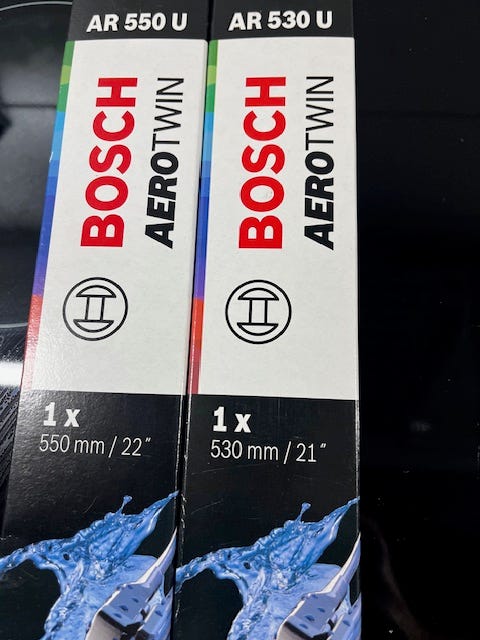 AR 550 U
BOSCH
AEROTWIN
1 x
550 mm / 22″
AR 530 U
BOSCH
AEROTWIN
1 x
530 mm / 21″